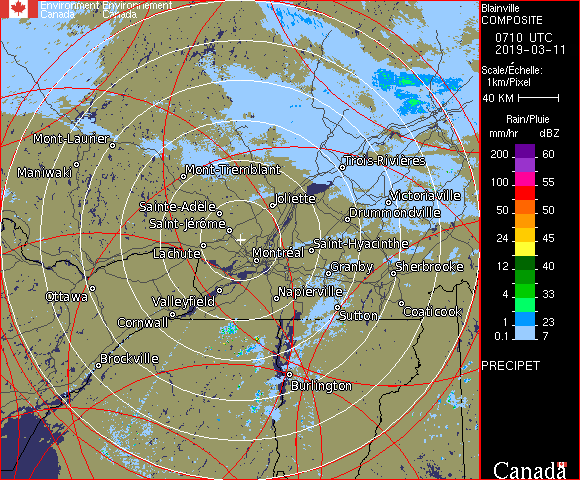 Environment Environnement
Canada Canada
Blainville
COMPOSITE
0710 UTC
2019-03-11
Scale/Échelle:
1km/Pixel
40 KM
Rain/Pluie
mm/hr dBZ
200 60
100 55
50 50
24 45
12 40
4 33
1 23
0.1 7
PRECIPET
Canada
Mont-Laurier
Maniwaki
Mont-Tremblant
Trois-Rivières
Sainte-Adèle
Joliette
Victoriaville
Drummondville
Saint-Jérôme
Lachute
Montréal
Saint-Hyacinthe
Granby
Sherbrooke
Ottawa
Valleyfield
Napierville
Cornwall
Sutton
Coaticook
Brockville
Burlington